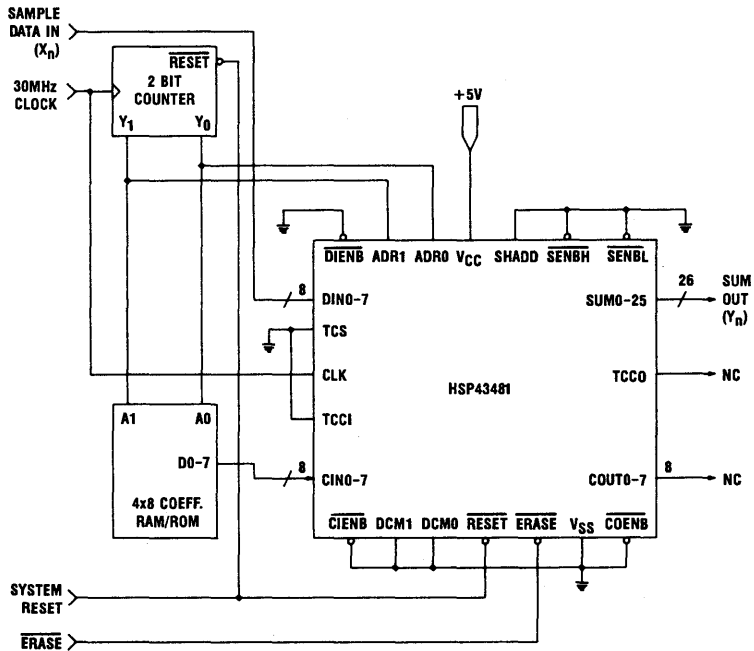 SAMPLE
DATA IN
(Xn)
30MHz
CLOCK
RESET
2 BIT
COUNTER
Y1 Y0
+5V
DIENB ADR1 ADR0 VCC SHADD SENBH SENBL
8
DIN0-7
TCS
CLK
TCCI
8
CIN0-7
HSP43481
SUM0-25
26
SUM
OUT
(Yn)
TCCO
NC
COUT0-7
8
NC
A1 A0
D0-7
4x8 COEFF.
RAM/ROM
CIENB DCM1 DCM0 RESET ERASE VSS COENB
SYSTEM
RESET
ERASE